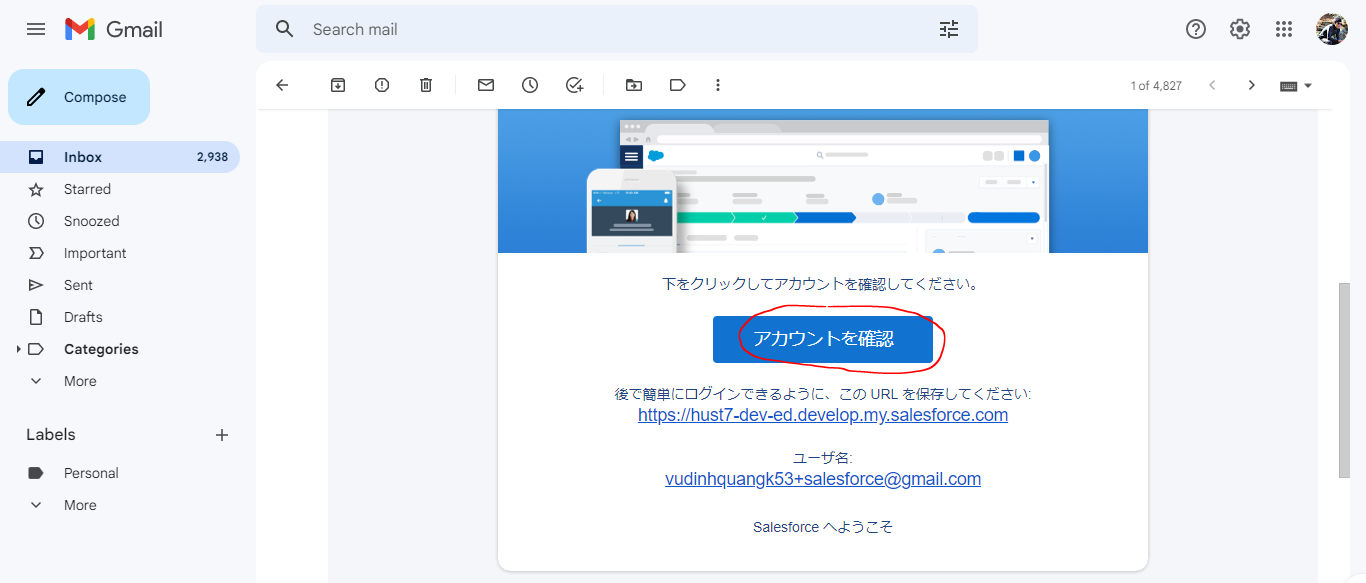 Gmail
Search mail
Compose
1 of 4,827
Inbox 2,938
Starred
Snoozed
Important
Sent
Drafts
Categories
More
Labels
Personal
More
下をクリックしてアカウントを確認してください。
アカウントを確認
後で簡単にログインできるように、この URL を保存してください:
https://hust7-dev-ed.develop.my.salesforce.com
ユーザ名:
vudinhquangk53+salesforce@gmail.com
Salesforce へようこそ